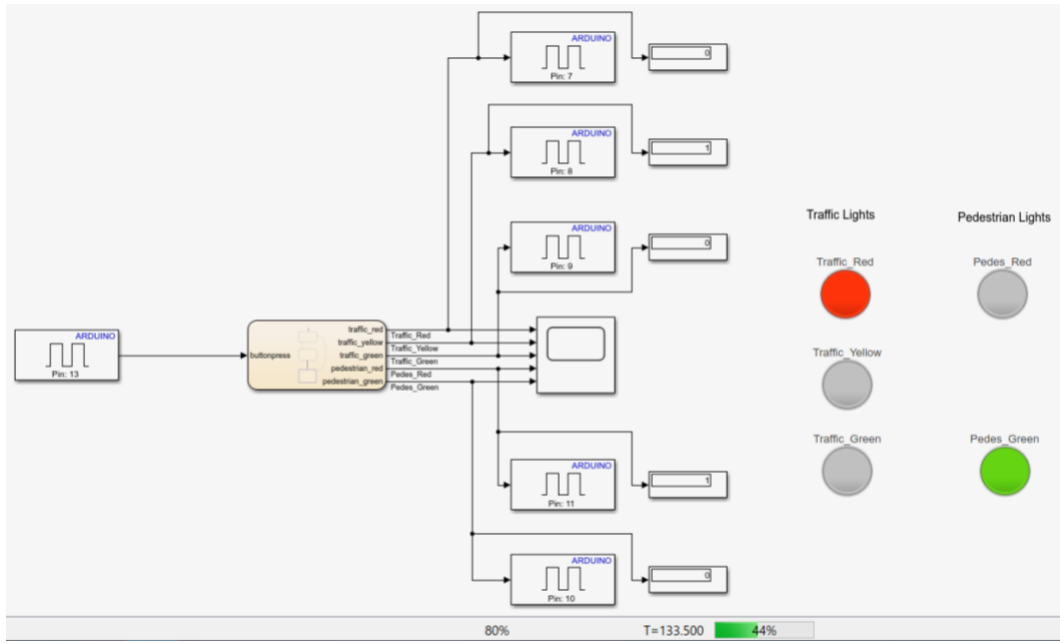 ARDUINO
0
Pin: 7
ARDUINO
1
Pin: 8
ARDUINO
0
Pin: 9
Traffic Lights
Pedestrian Lights
Traffic_Red
Pedes_Red
ARDUINO
Pin: 13
buttonpress
traffic_red
traffic_yellow
traffic_green
pedestrian_red
pedestrian_green
Traffic_Red
Traffic_Yellow
Traffic_Green
Pedes_Red
Pedes_Green
Traffic_Yellow
Traffic_Green
Pedes_Green
ARDUINO
1
Pin: 11
ARDUINO
0
Pin: 10
80%
T=133.500
44%